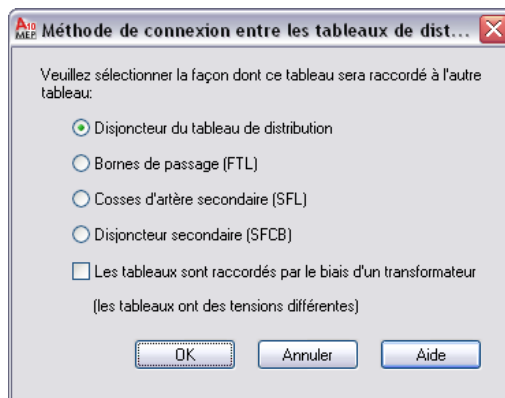 A10
MEP Méthode de connexion entre les tableaux de dist...
Veuillez sélectionner la façon dont ce tableau sera raccordé à l'autre
tableau:
Disjoncteur du tableau de distribution
Bornes de passage (FTL)
Cosses d'artère secondaire (SFL)
Disjoncteur secondaire (SFCB)
Les tableaux sont raccordés par le biais d'un transformateur
(les tableaux ont des tensions différentes)
OK Annuler Aide